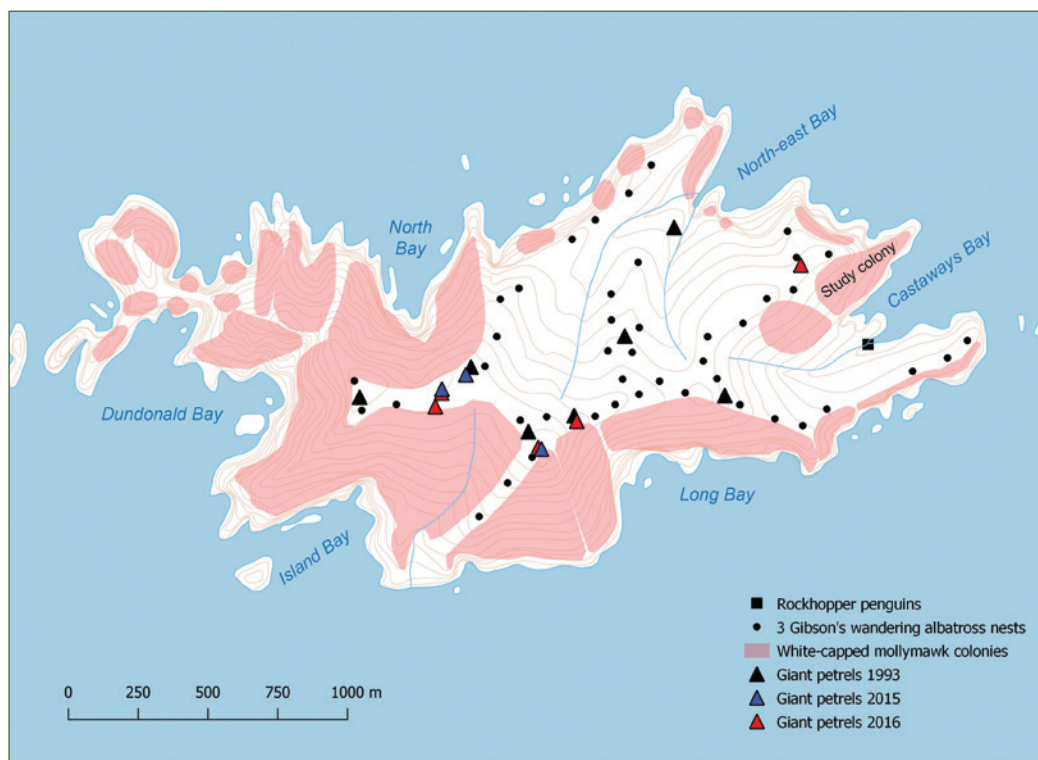 North-east Bay
North
Bay
Study colony
Castaways Bay
Dundonald Bay
Long Bay
Island Bay
Rockhopper penguins
3 Gibson's wandering albatross nests
White-capped mollymawk colonies
Giant petrels 1993
Giant petrels 2015
Giant petrels 2016
0 250 500 750 1000 m